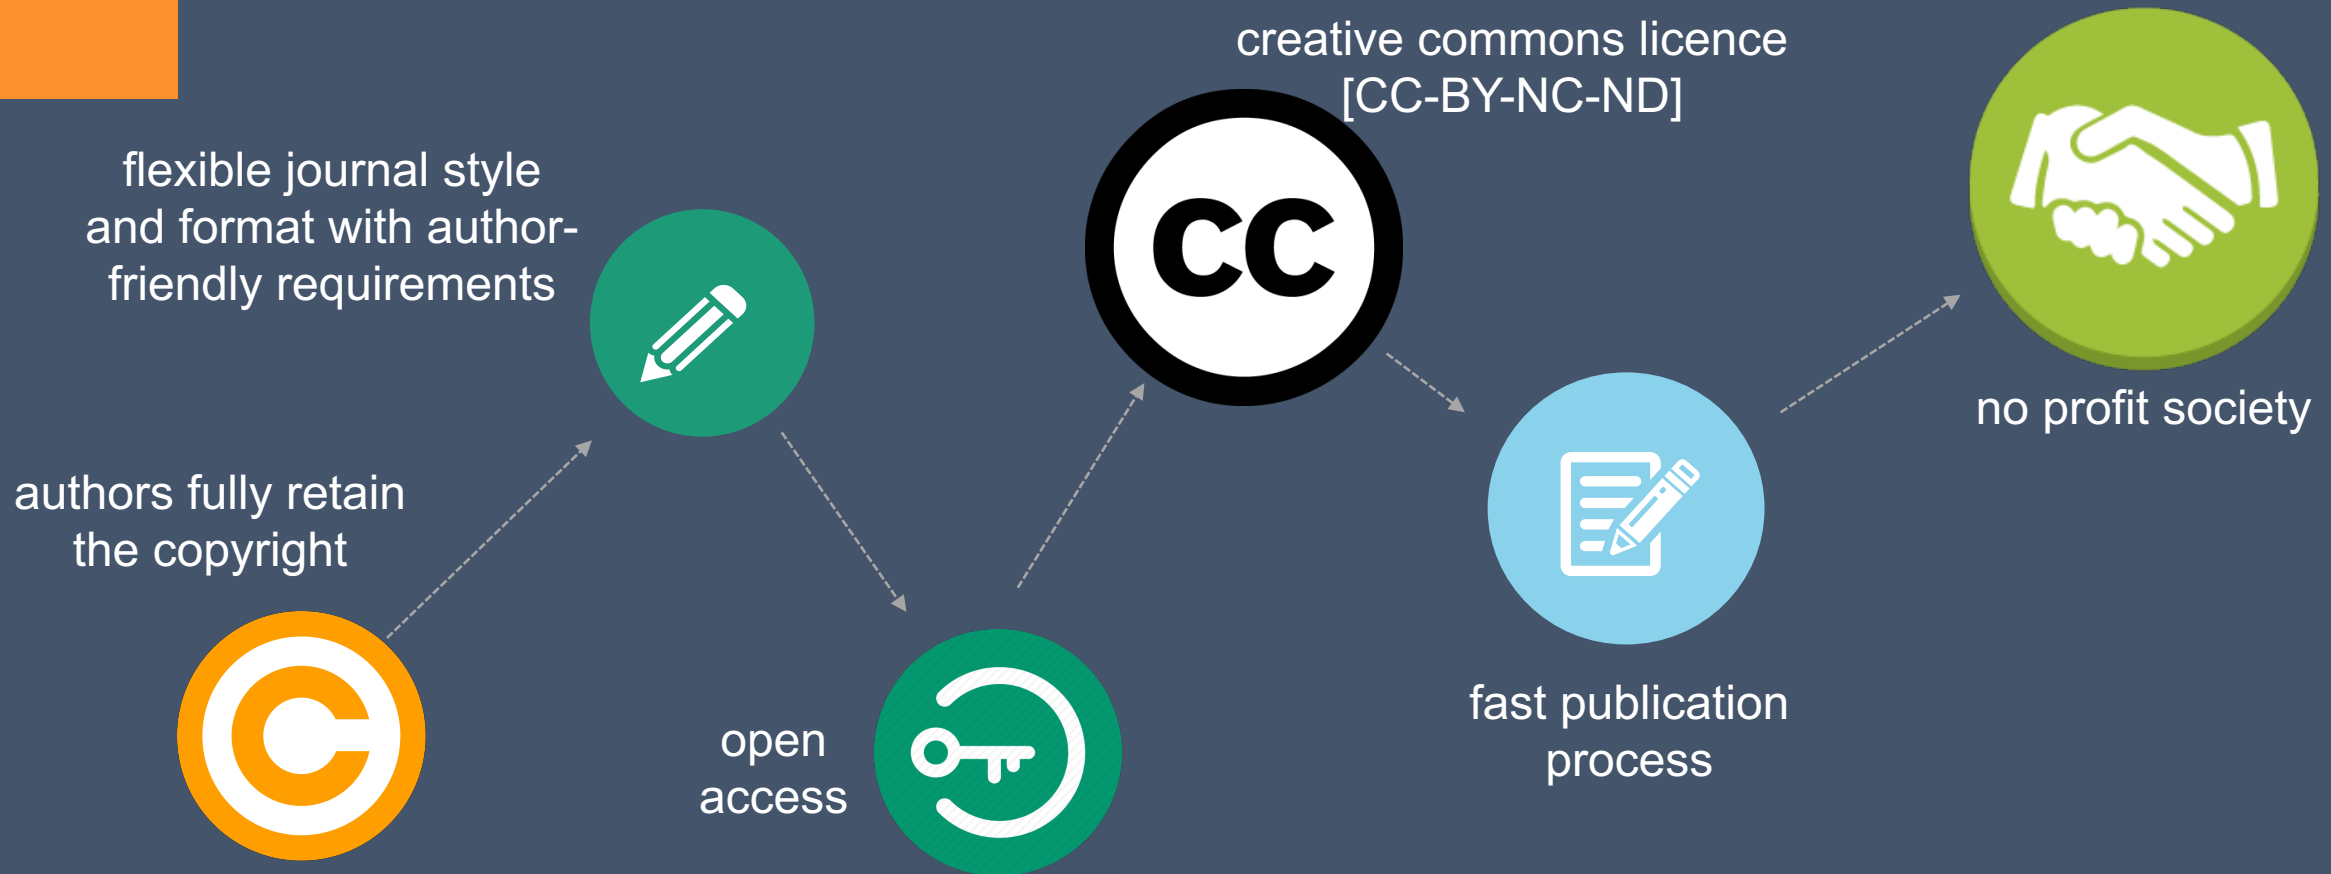 authors fully retain
the copyright
flexible journal style
and format with author-
friendly requirements
open
access
creative commons licence
[CC-BY-NC-ND]
cc
fast publication
process
no profit society